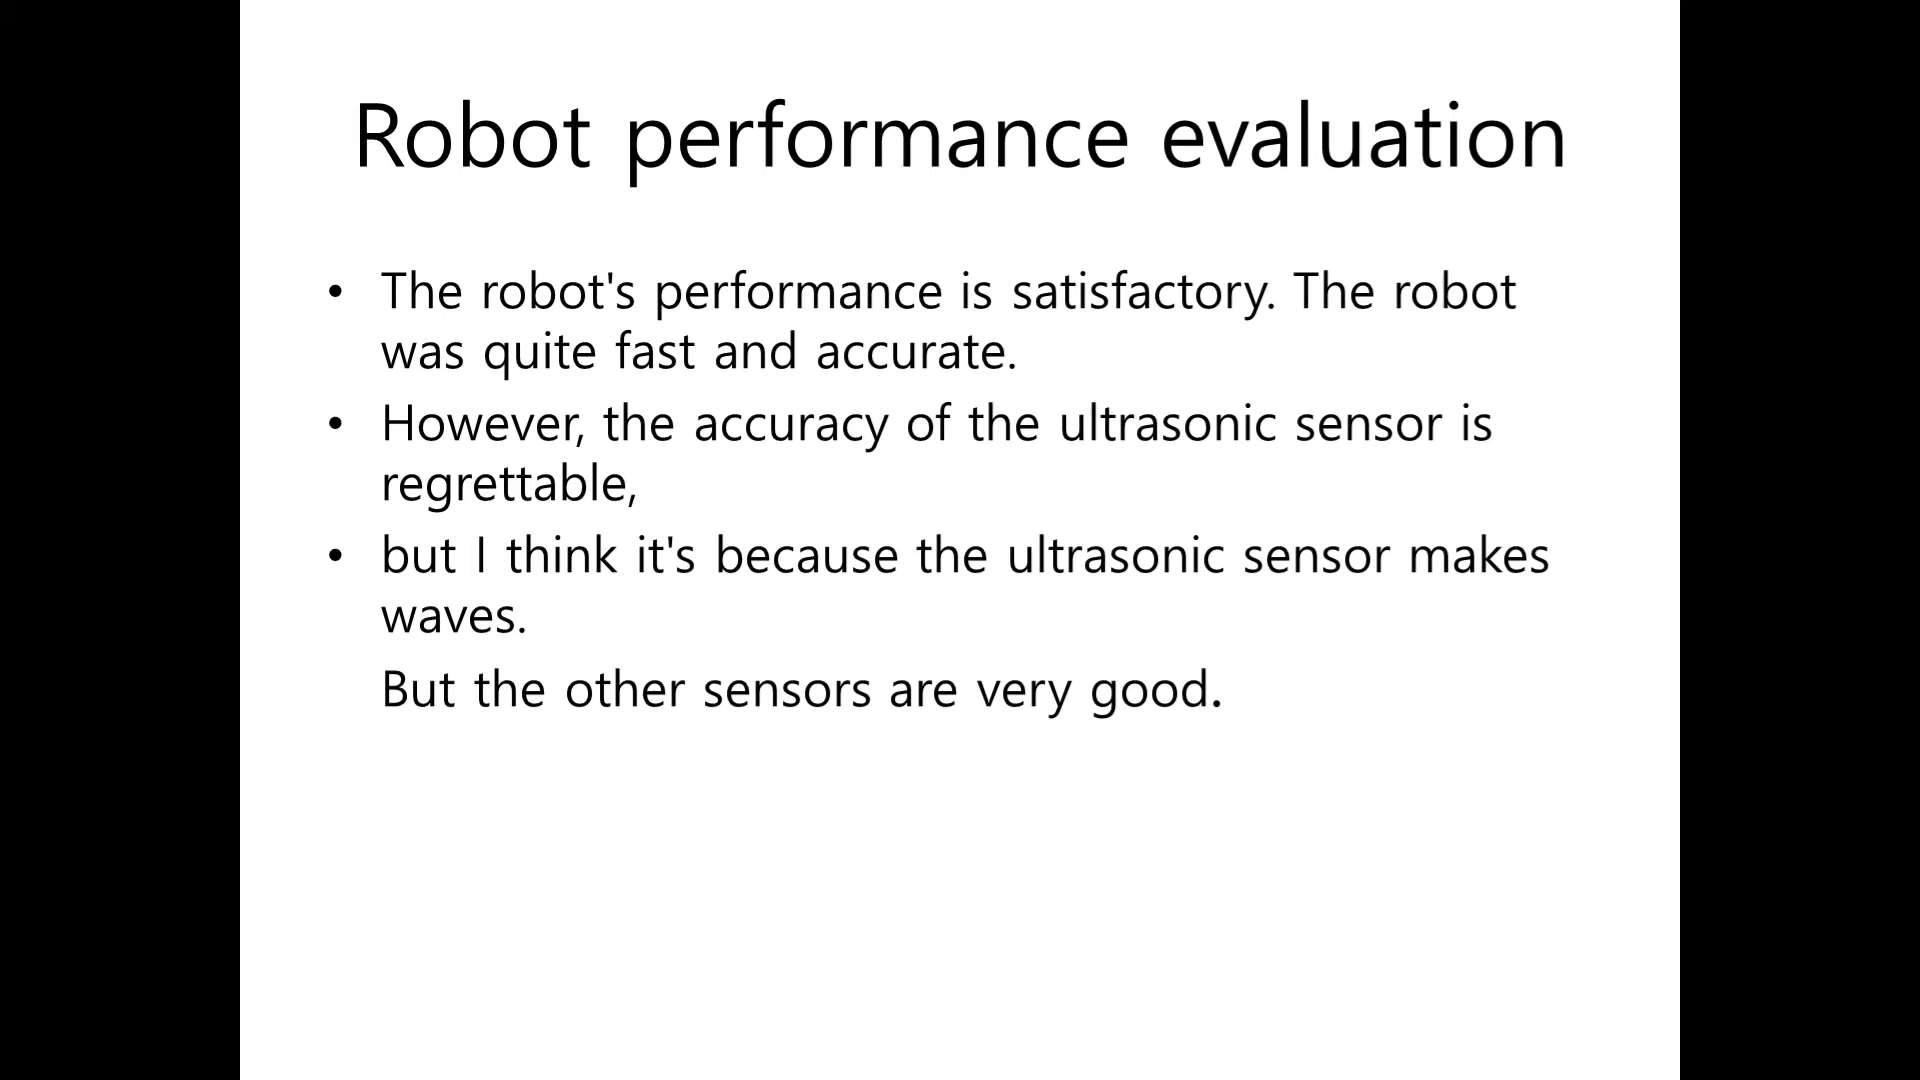 Robot performance evaluation
• The robot's performance is satisfactory. The robot
was quite fast and accurate.
• However, the accuracy of the ultrasonic sensor is
regrettable,
• but I think it's because the ultrasonic sensor makes
waves.
But the other sensors are very good.